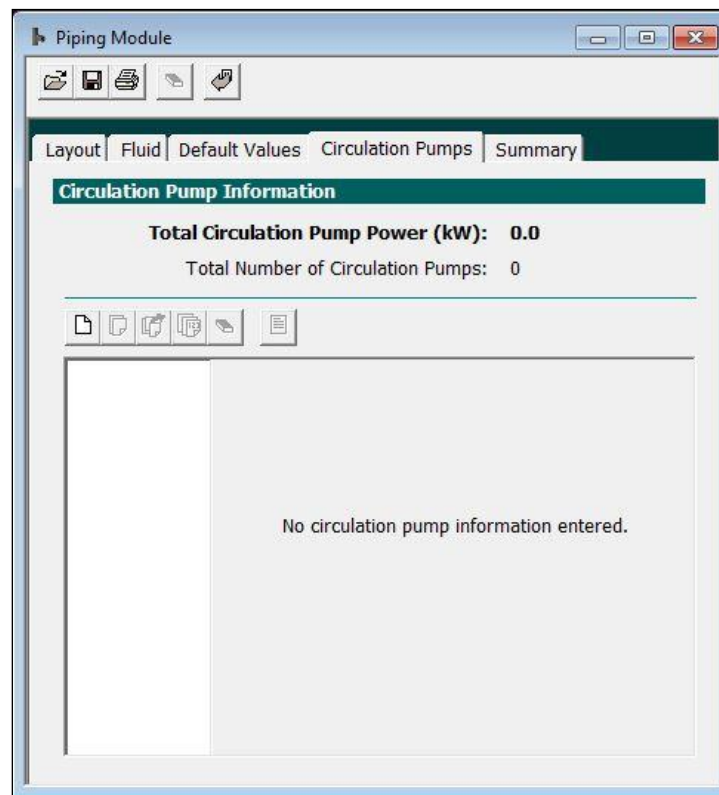 Piping Module
Layout Fluid Default Values Circulation Pumps Summary
Circulation Pump Information
Total Circulation Pump Power (kW): 0.0
Total Number of Circulation Pumps: 0
No circulation pump information entered.